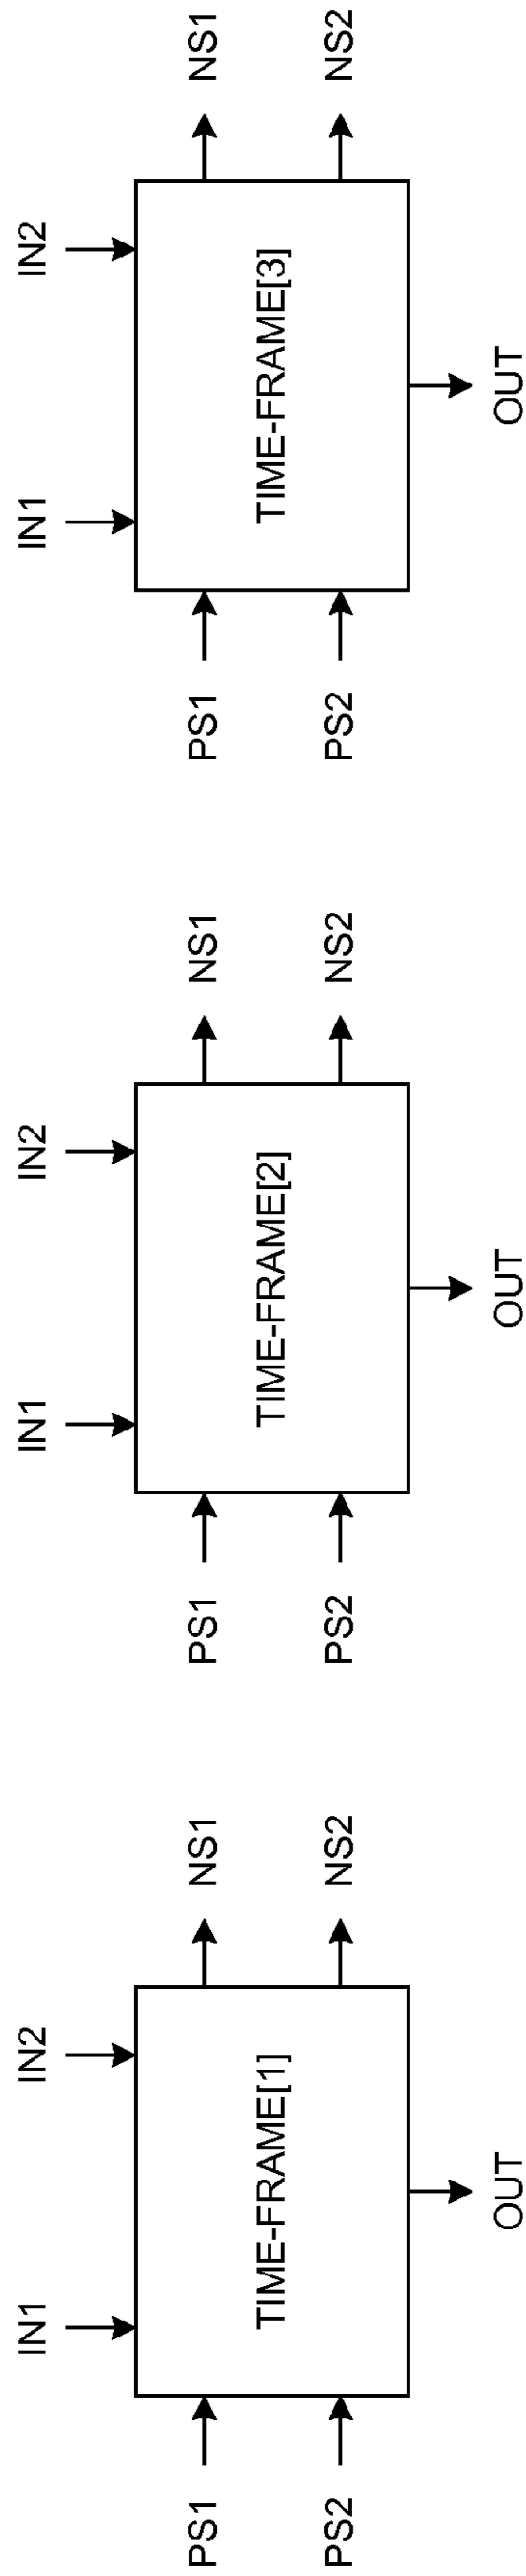 IN1
IN2
PS1
PS2
TIME-FRAME[1]
NS1
NS2
OUT
IN1
IN2
PS1
PS2
TIME-FRAME[2]
NS1
NS2
OUT
IN1
IN2
PS1
PS2
TIME-FRAME[3]
NS1
NS2
OUT